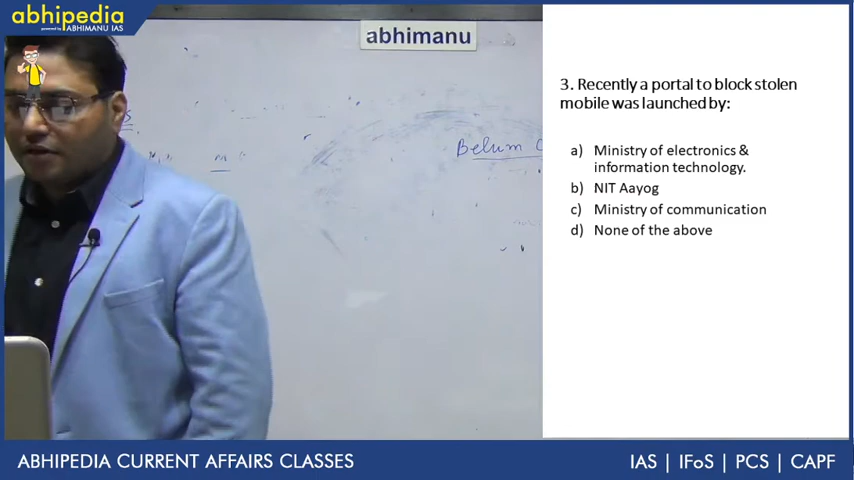 abhipedia
powered by ABHIMANU IAS
abhimanu
Belum C
3. Recently a portal to block stolen
mobile was launched by:
a) Ministry of electronics &
information technology.
b) NIT Aayog
c) Ministry of communication
d) None of the above
ABHIPEDIA CURRENT AFFAIRS CLASSES
IAS | IFoS | PCS | CAPF